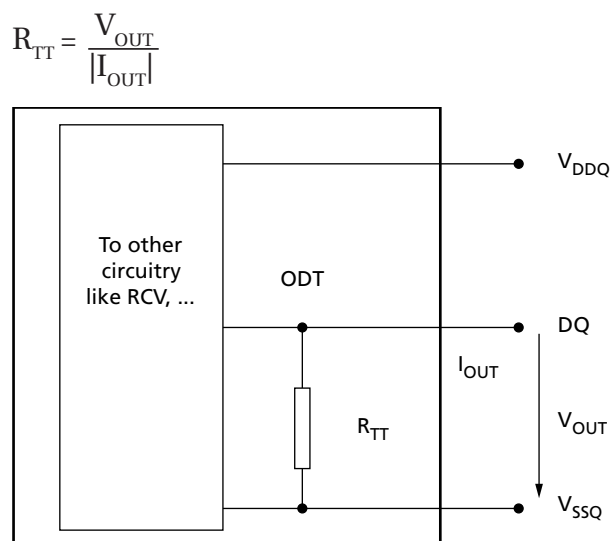 R_TT = V_OUT / |I_OUT|
V_DDQ
To other
circuitry
like RCV, ...
ODT
DQ
I_OUT
V_OUT
R_TT
V_SSQ